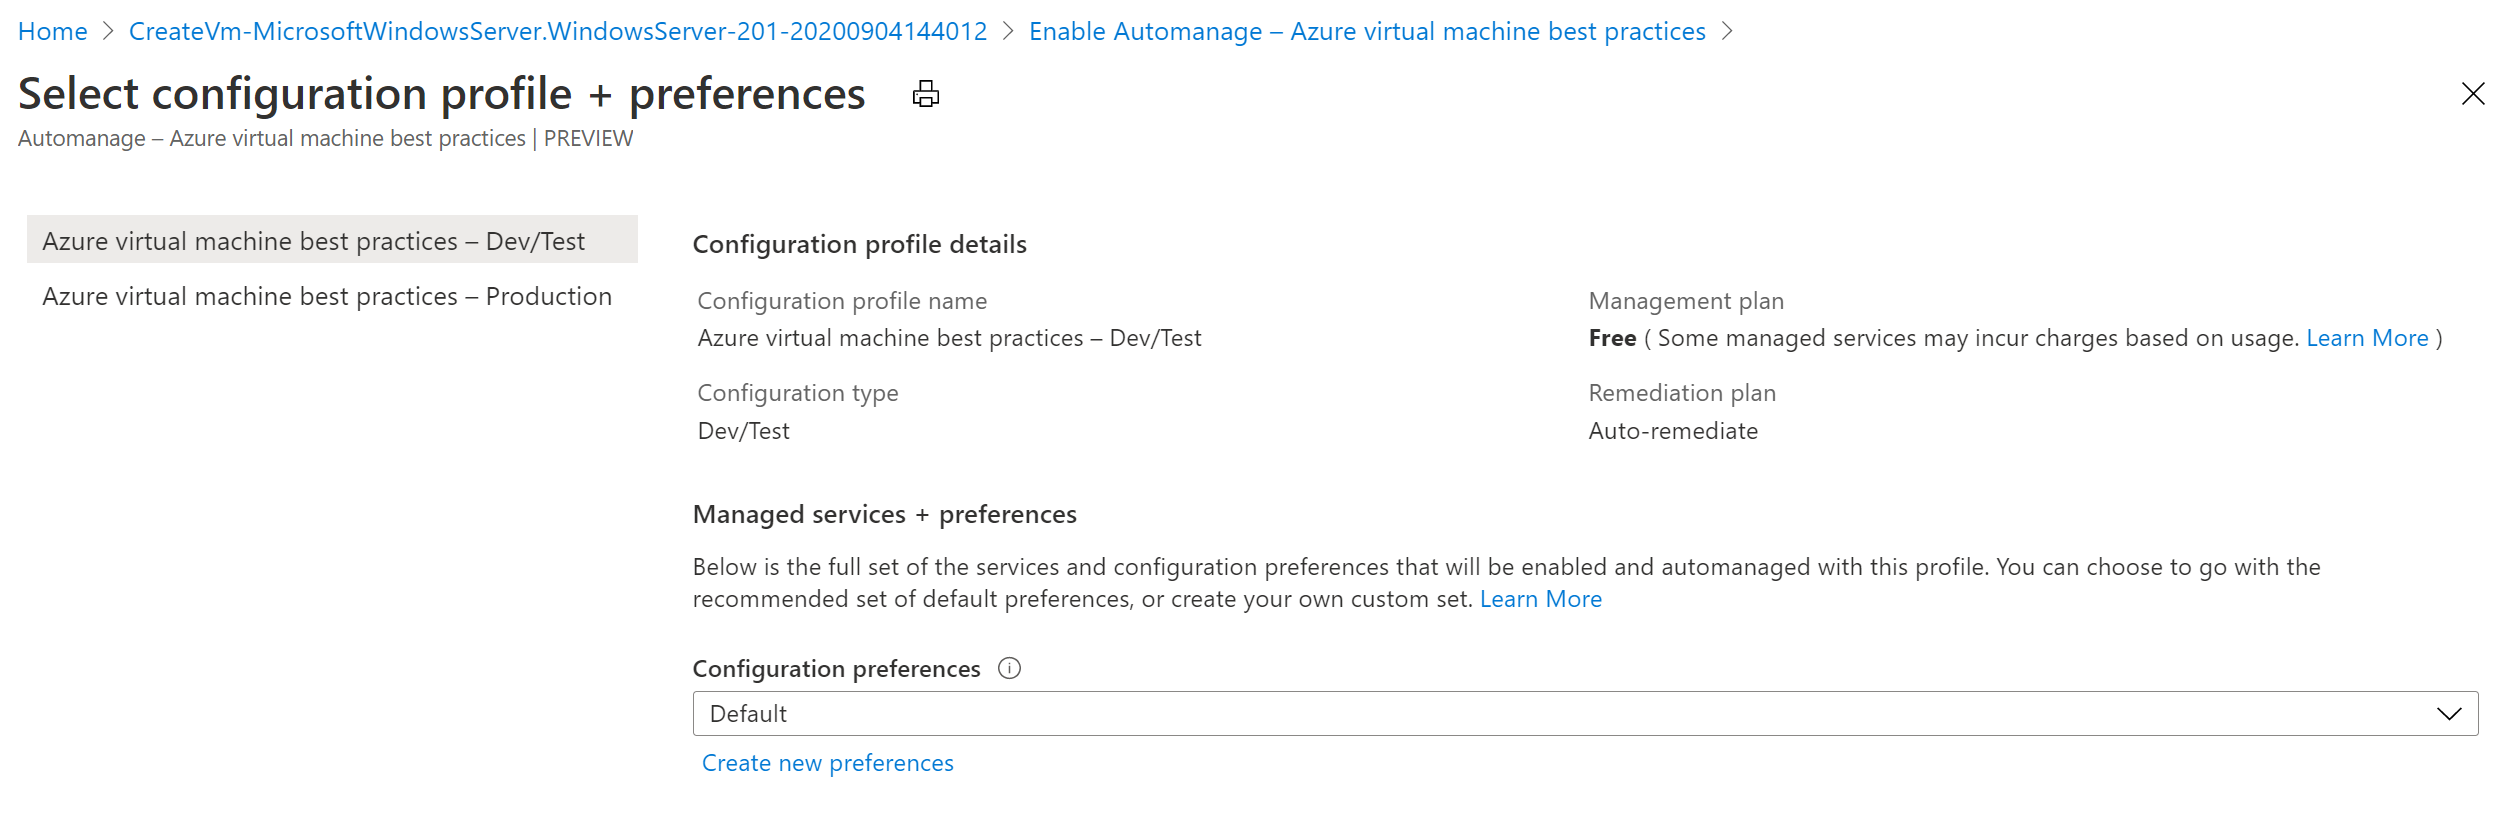 Home > CreateVm-MicrosoftWindowsServer.WindowsServer-201-20200904144012 > Enable Automanage – Azure virtual machine best practices >
Select configuration profile + preferences
Automanage – Azure virtual machine best practices | PREVIEW
Azure virtual machine best practices – Dev/Test
Azure virtual machine best practices – Production
Configuration profile details
Configuration profile name
Azure virtual machine best practices – Dev/Test
Management plan
Free ( Some managed services may incur charges based on usage. Learn More )
Configuration type
Dev/Test
Remediation plan
Auto-remediate
Managed services + preferences
Below is the full set of the services and configuration preferences that will be enabled and automanaged with this profile. You can choose to go with the
recommended set of default preferences, or create your own custom set. Learn More
Configuration preferences
Default
Create new preferences